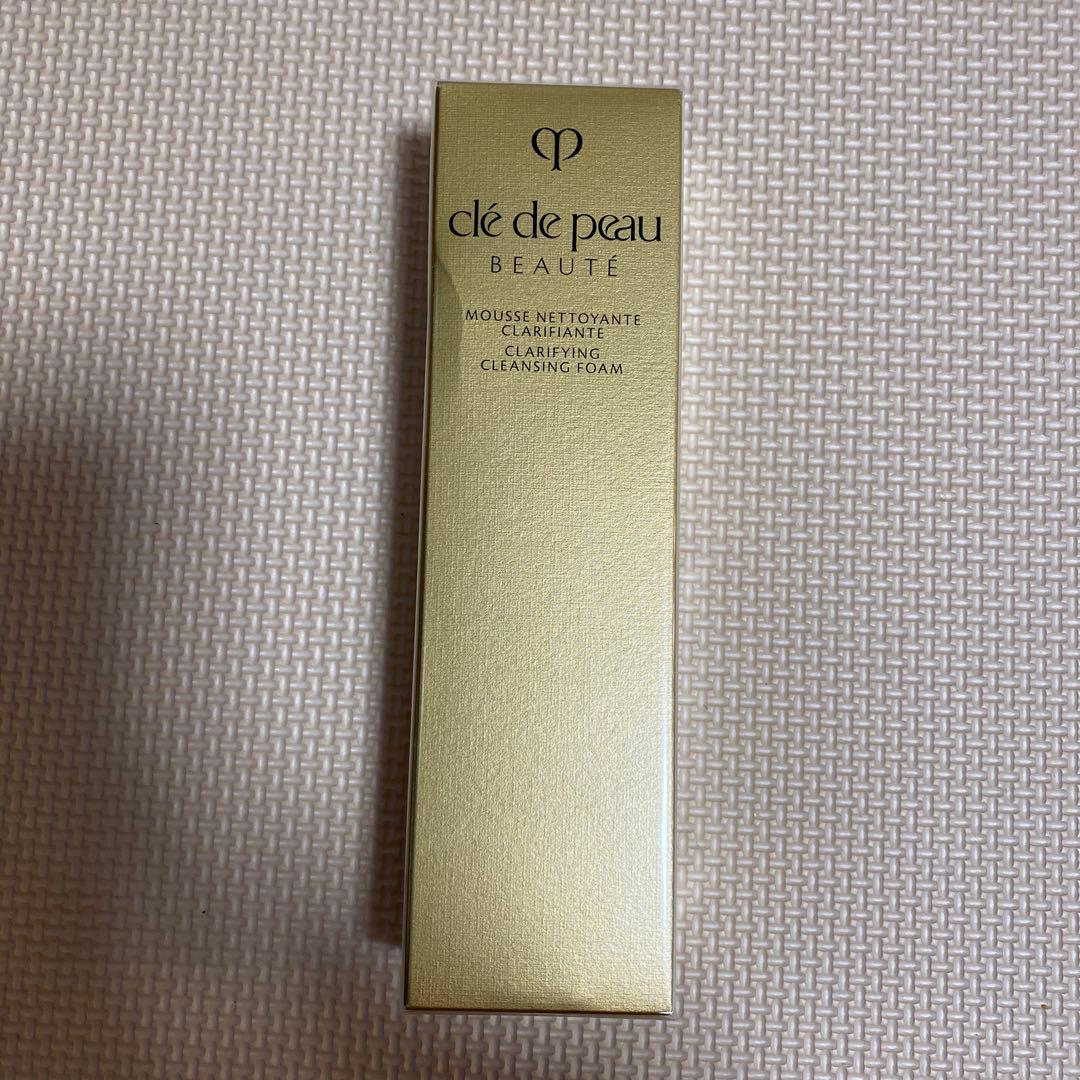 clé de peau
BEAUTÉ
MOUSSE NETTOYANTE
CLARIFIANTE
CLARIFYING
CLEANSING FOAM